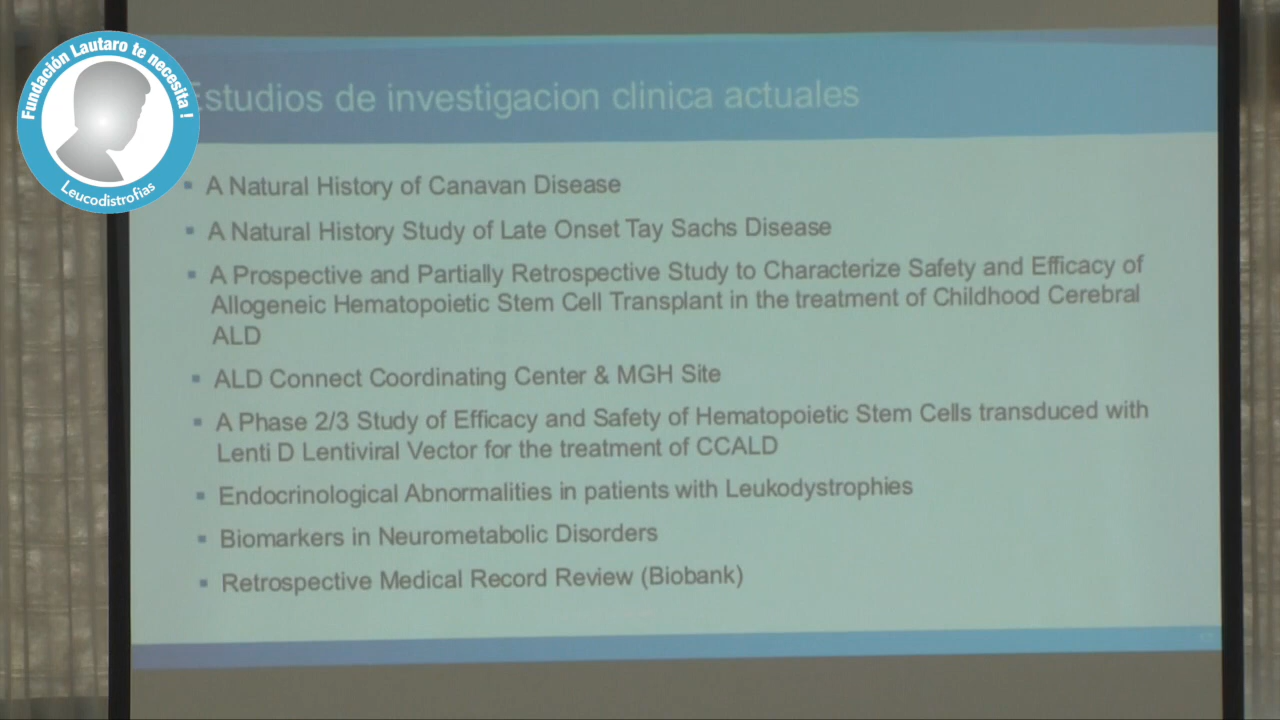 Fundación Lautaro te necesita !
Leucodistrofias
Estudios de investigacion clinica actuales
A Natural History of Canavan Disease
A Natural History Study of Late Onset Tay Sachs Disease
A Prospective and Partially Retrospective Study to Characterize Safety and Efficacy of
Allogeneic Hematopoietic Stem Cell Transplant in the treatment of Childhood Cerebral
ALD
ALD Connect Coordinating Center & MGH Site
A Phase 2/3 Study of Efficacy and Safety of Hematopoietic Stem Cells transduced with
Lenti D Lentiviral Vector for the treatment of CCALD
Endocrinological Abnormalities in patients with Leukodystrophies
Biomarkers in Neurometabolic Disorders
Retrospective Medical Record Review (Biobank)